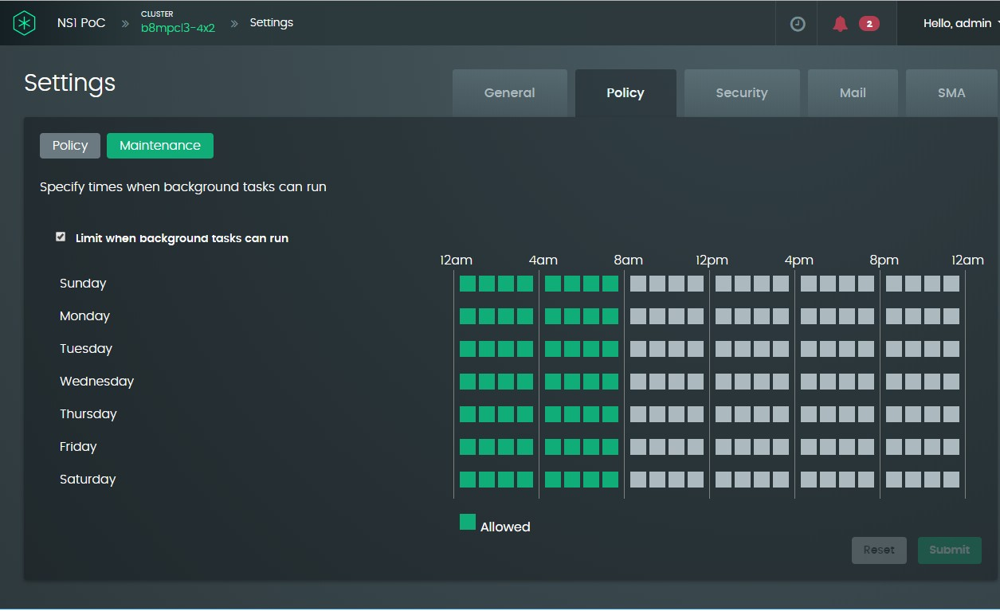 NS1 PoC » CLUSTER b8mpcl3-4x2 » Settings 2 Hello, admin
Settings
General Policy Security Mail SMA
Policy Maintenance
Specify times when background tasks can run
Limit when background tasks can run
12am 4am 8am 12pm 4pm 8pm 12am
Sunday
Monday
Tuesday
Wednesday
Thursday
Friday
Saturday
Allowed
Reset Submit